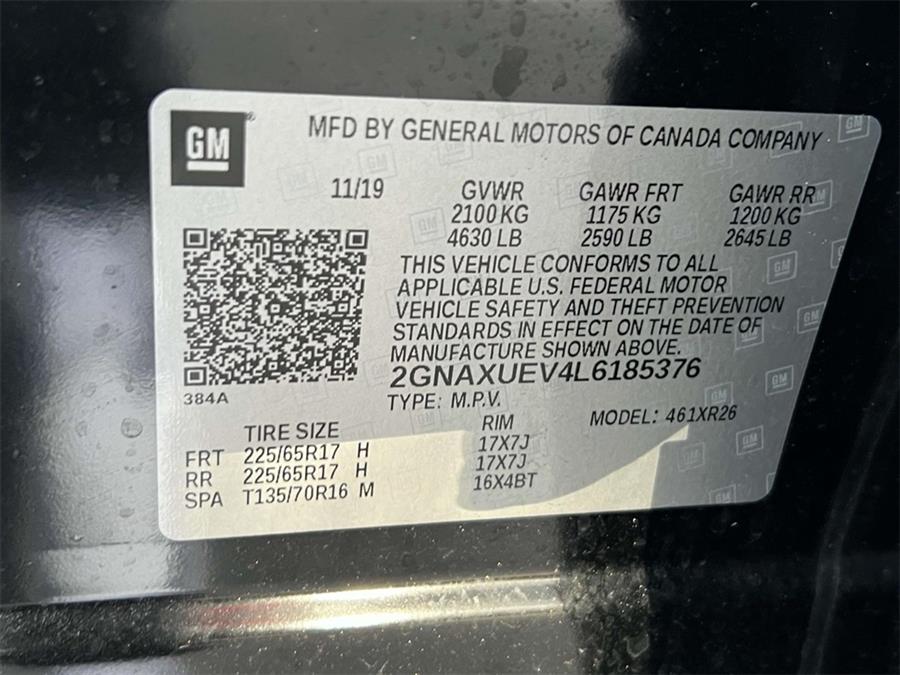 GM
MFD BY GENERAL MOTORS OF CANADA COMPANY
11/19 GVWR GAWR FRT GAWR RR
2100 KG 1175 KG 1200 KG
4630 LB 2590 LB 2645 LB
THIS VEHICLE CONFORMS TO ALL
APPLICABLE U.S. FEDERAL MOTOR
VEHICLE SAFETY AND THEFT PREVENTION
STANDARDS IN EFFECT ON THE DATE OF
MANUFACTURE SHOWN ABOVE.
2GNAXUEV4L6185376
384A
TYPE: M.P.V. MODEL: 461XR26
TIRE SIZE RIM
FRT 225/65R17 H 17X7J
RR 225/65R17 H 17X7J
SPA T135/70R16 M 16X4BT